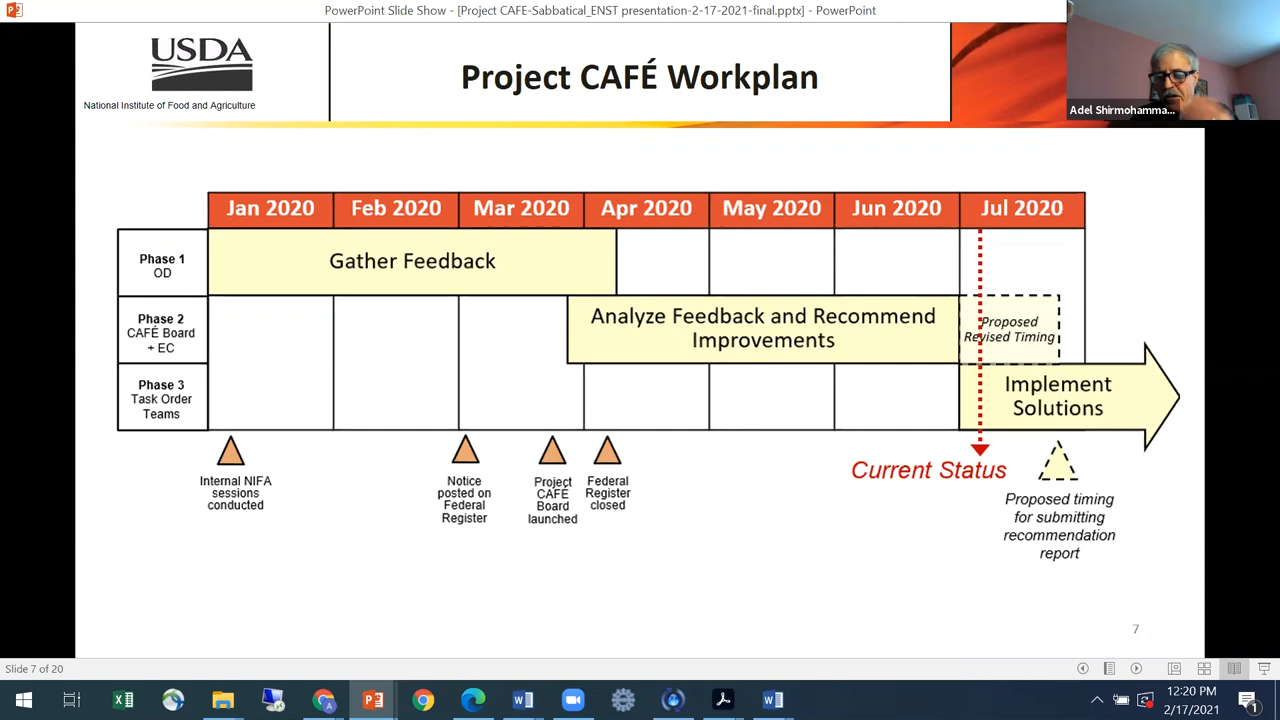 PowerPoint Slide Show - [Project CAFE-Sabbatical_ENST presentation-2-17-2021-final.pptx] - PowerPoint
USDA
National Institute of Food and Agriculture
Project CAFÉ Workplan
Adel Shirmohamma...
Jan 2020
Feb 2020
Mar 2020
Apr 2020
May 2020
Jun 2020
Jul 2020
Phase 1
OD
Gather Feedback
Phase 2
CAFÉ Board
+ EC
Analyze Feedback and Recommend
Improvements
Proposed
Revised Timing
Phase 3
Task Order
Teams
Implement
Solutions
Internal NIFA
sessions
conducted
Notice
posted on
Federal
Register
Project
CAFÉ
Board
launched
Federal
Register
closed
Current Status
Proposed timing
for submitting
recommendation
report
7
Slide 7 of 20
12:20 PM
2/17/2021
1